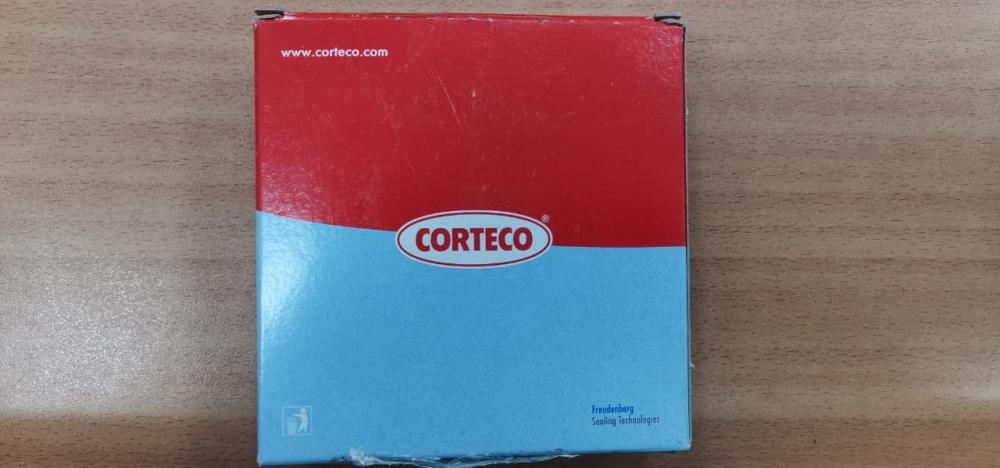 www.corteco.com
CORTECO®
Freudenberg
Sealing Technologies